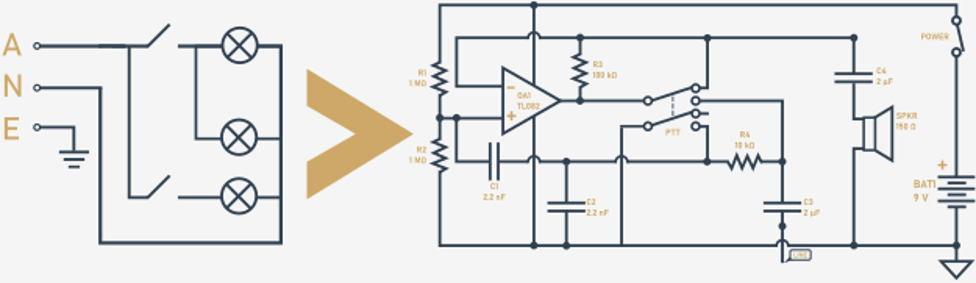 A
N
E
R1
1 MΩ
R2
1 MΩ
C1
2.2 nF
OA1
TL082
R3
100 kΩ
C2
2.2 nF
PTT
R4
10 kΩ
C3
2 µF
LINE
C4
2 µF
SPKR
150 Ω
POWER
BAT1
9 V